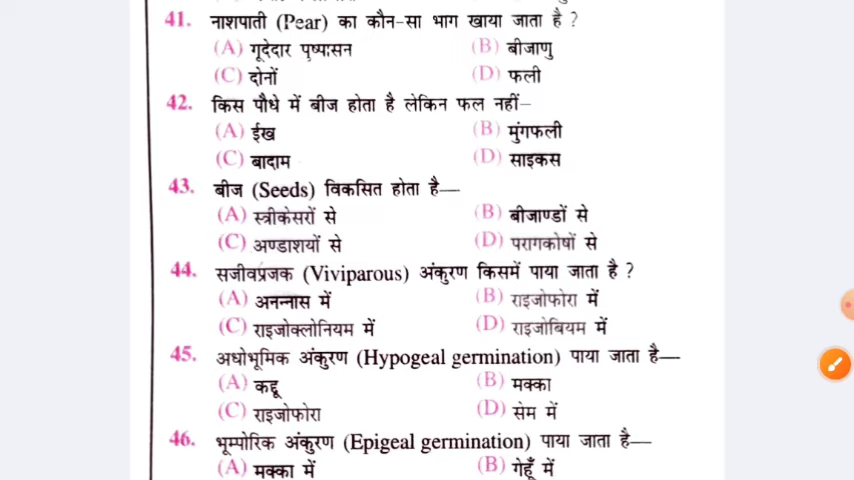 41. नाशपाती (Pear) का कौन-सा भाग खाया जाता है ?
(A) गूदेदार पुष्पासन (B) बीजाणु
(C) दोनों (D) फली
42. किस पौधे में बीज होता है लेकिन फल नहीं–
(A) ईख (B) मुंगफली
(C) बादाम (D) साइकस
43. बीज (Seeds) विकसित होता है—
(A) स्त्रीकेसरों से (B) बीजाण्डों से
(C) अण्डाशयों से (D) परागकोषों से
44. सजीवप्रजक (Viviparous) अंकुरण किसमें पाया जाता है ?
(A) अनन्नास में (B) राइजोफोरा में
(C) राइजोक्लोनियम में (D) राइजोबियम में
45. अधोभूमिक अंकुरण (Hypogeal germination) पाया जाता है—
(A) कद्दू (B) मक्का
(C) राइजोफोरा (D) सेम में
46. भूम्पोरिक अंकुरण (Epigeal germination) पाया जाता है—
(A) मक्का में (B) गेहूँ में